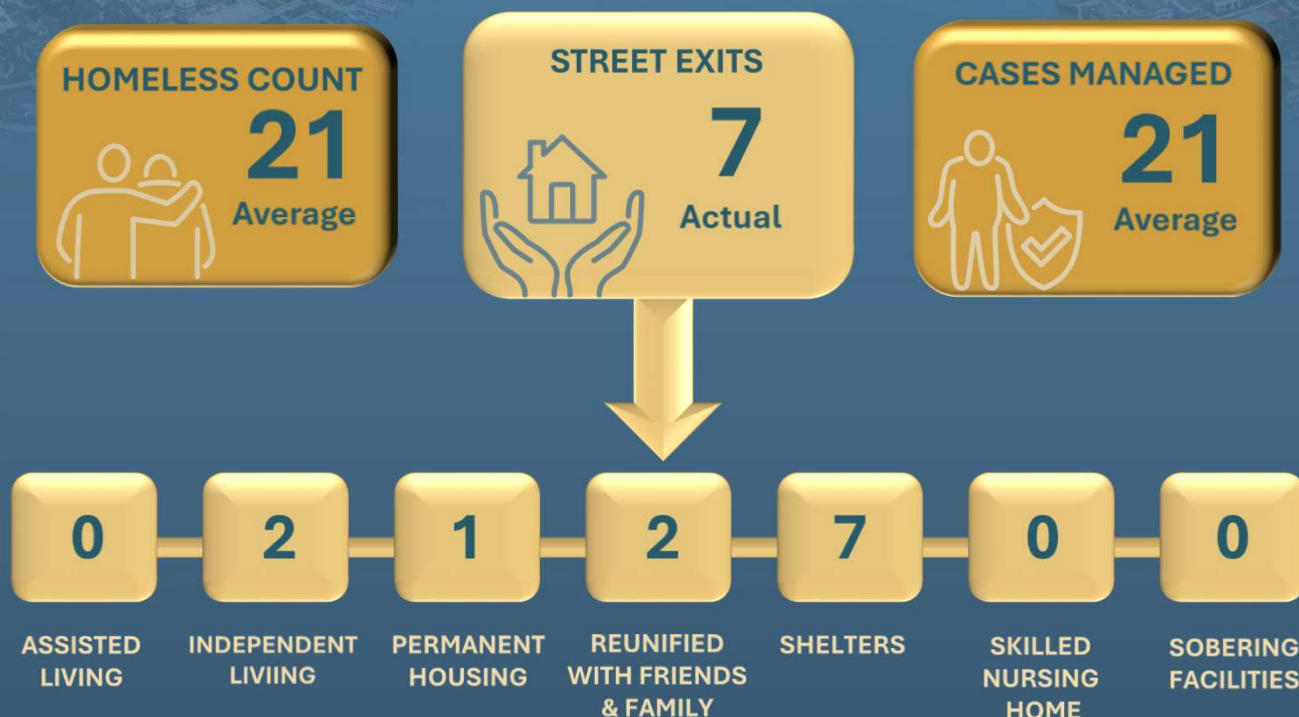 HOMELESS COUNT
21
Average
STREET EXITS
7
Actual
CASES MANAGED
21
Average
0
2
1
2
7
0
0
ASSISTED
LIVING
INDEPENDENT
LIVIING
PERMANENT
HOUSING
REUNIFIED
WITH FRIENDS
& FAMILY
SHELTERS
SKILLED
NURSING
HOME
SOBERING
FACILITIES